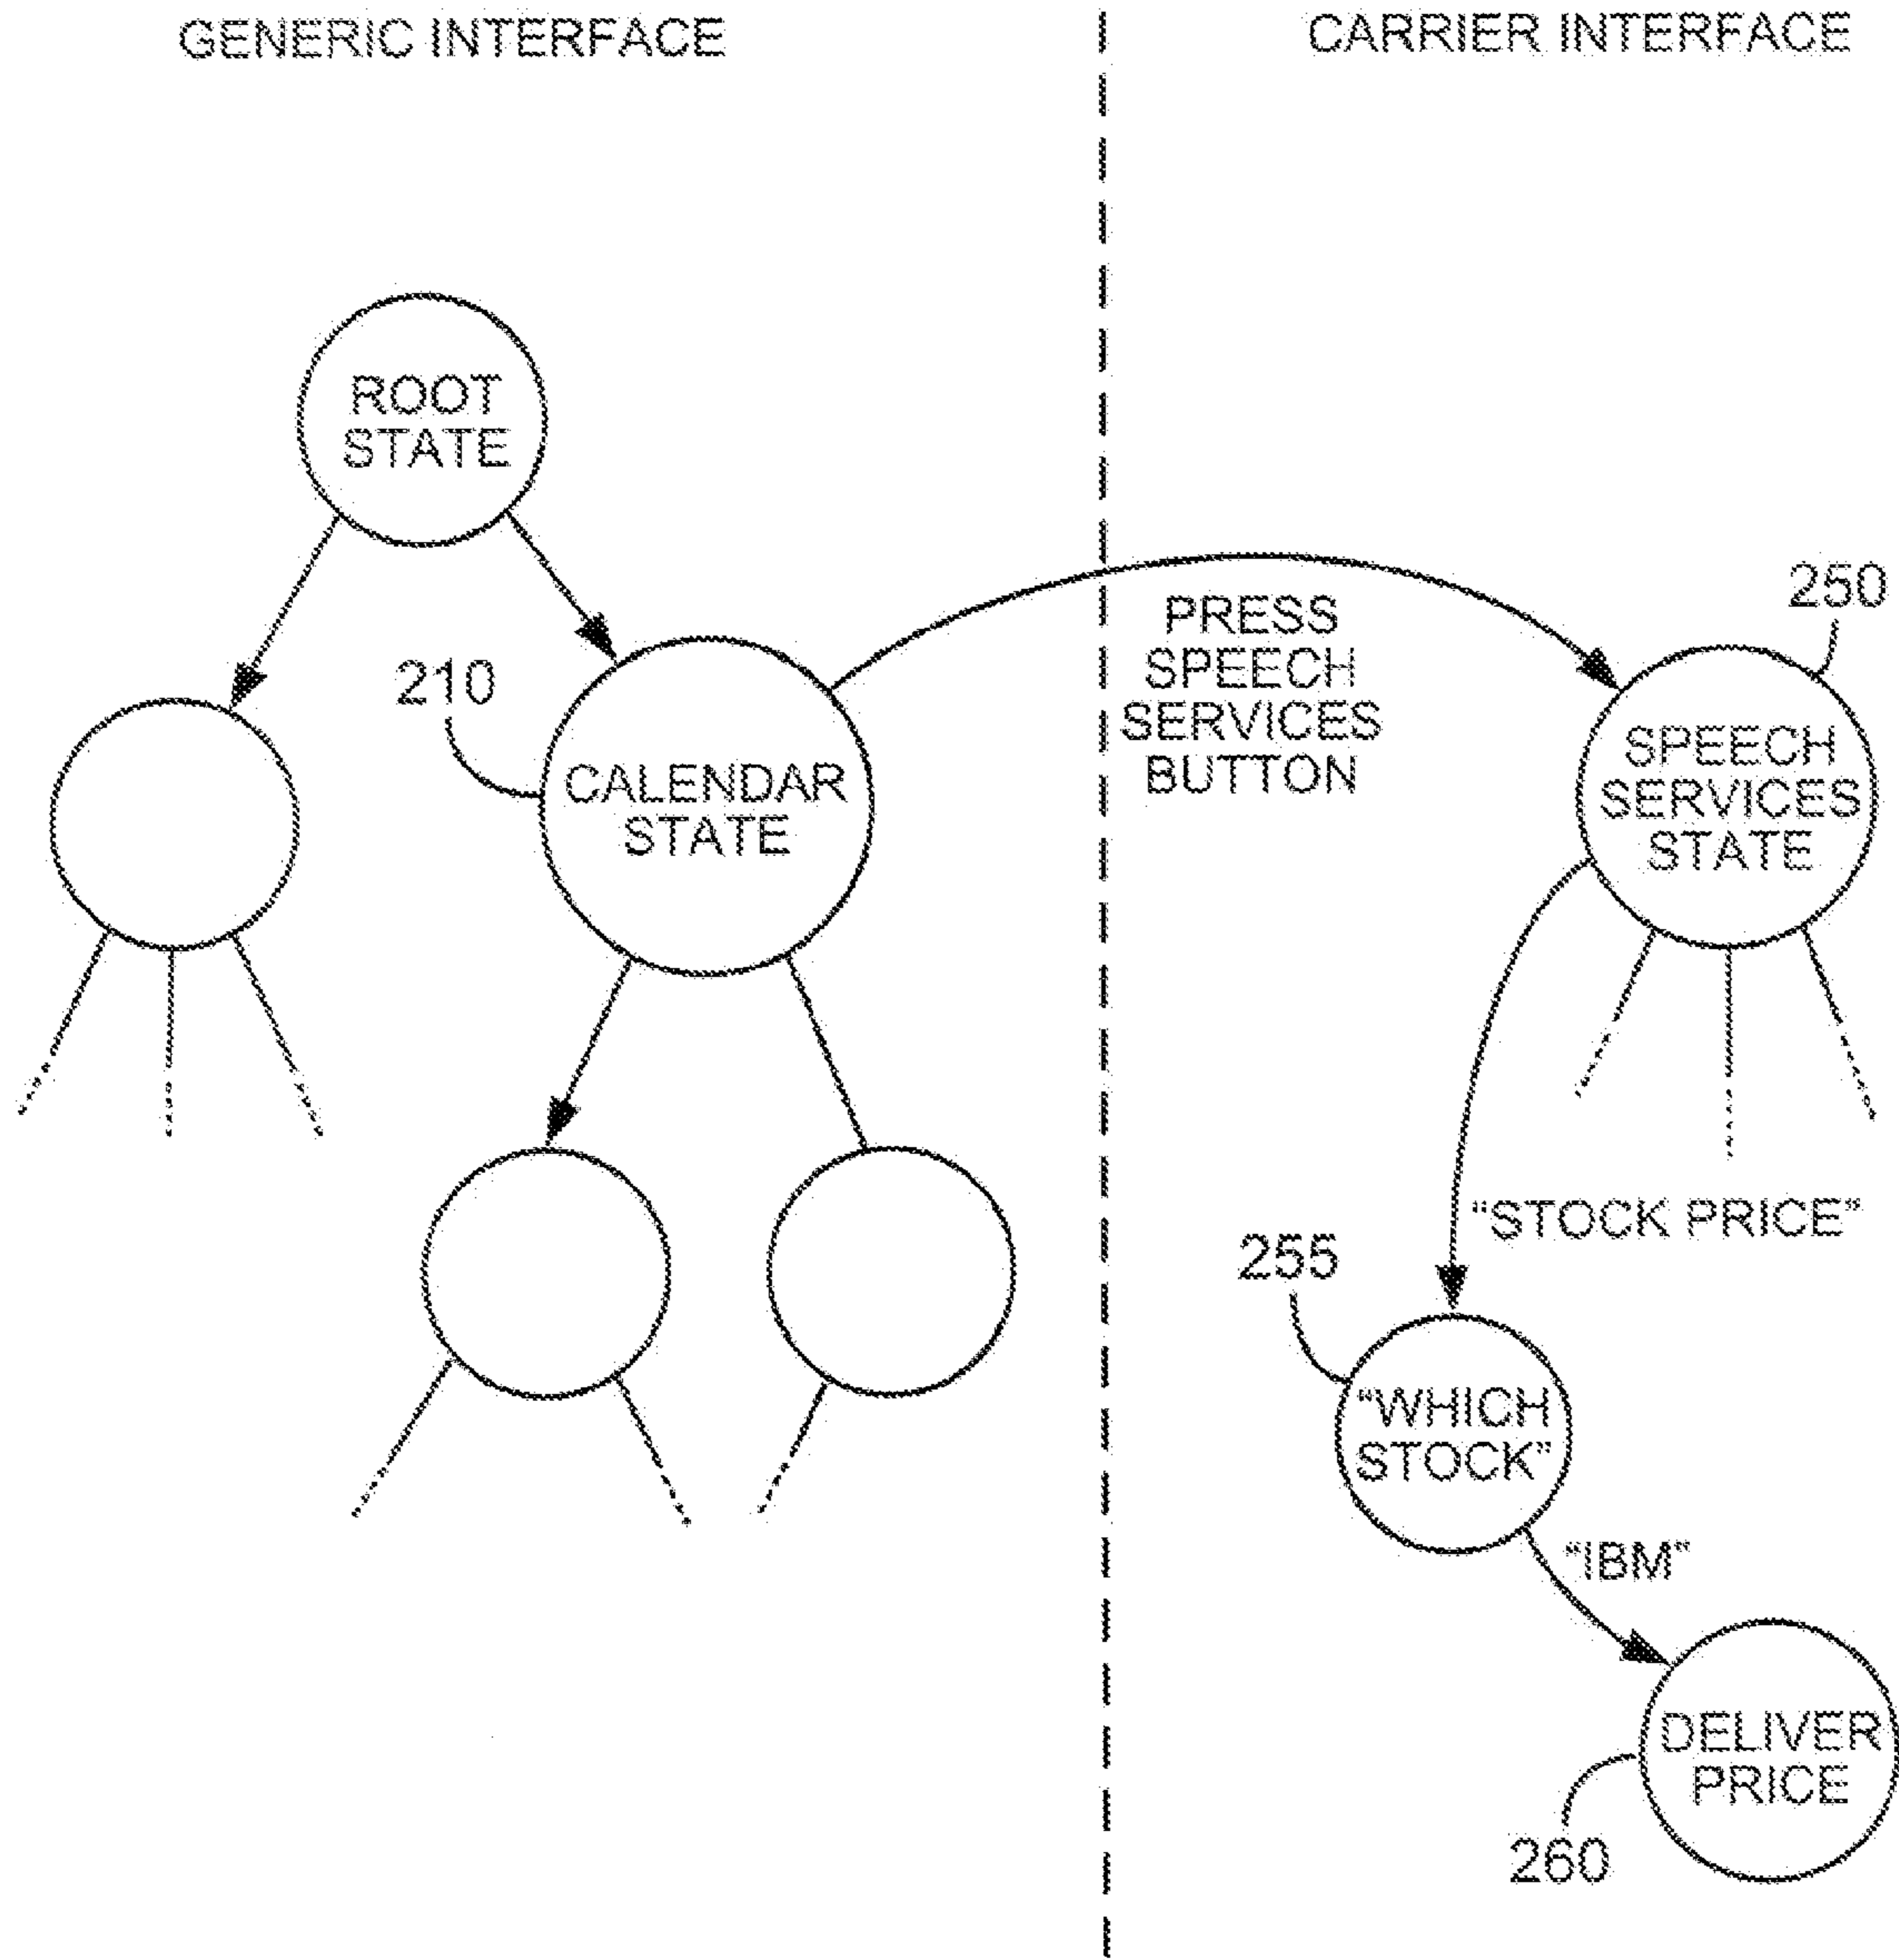 GENERIC INTERFACE
CARRIER INTERFACE
ROOT
STATE
210
CALENDAR
STATE
PRESS
SPEECH
SERVICES
BUTTON
250
SPEECH
SERVICES
STATE
"STOCK PRICE"
255
"WHICH
STOCK"
"IBM"
DELIVER
PRICE
260